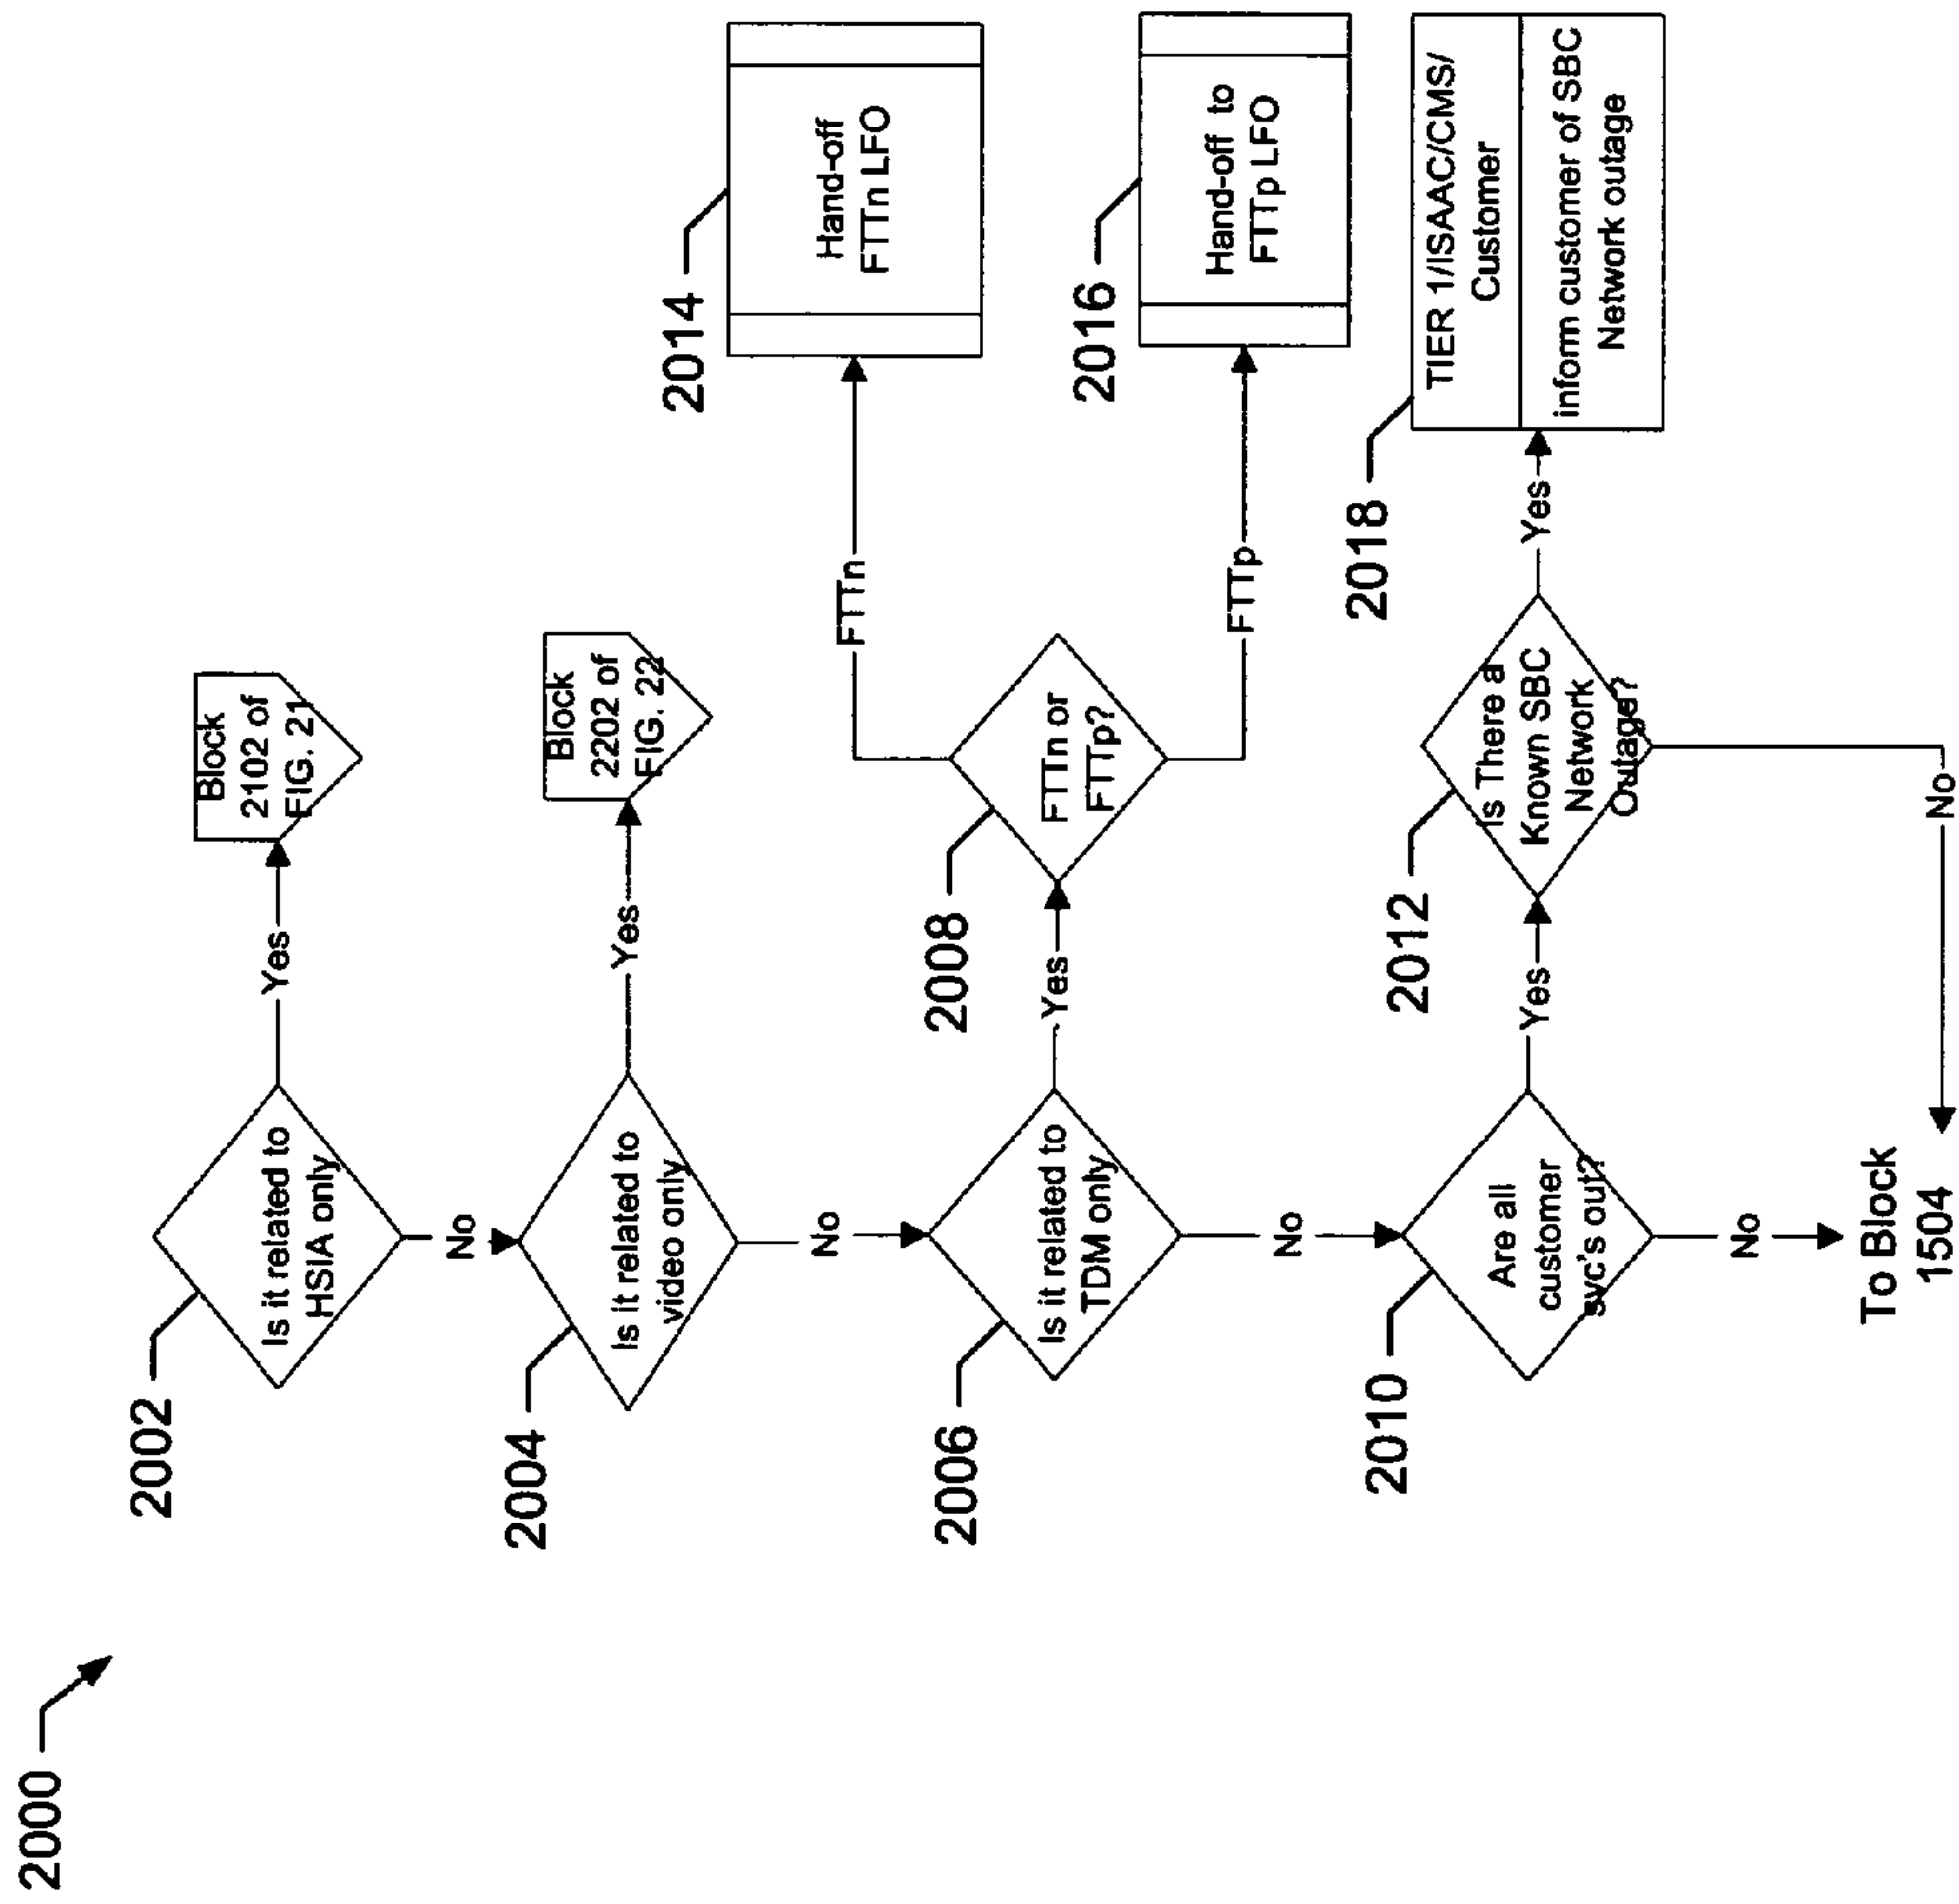 2000
2002
Is it related to
HSIA only
Yes
Block
2102 of
FIG. 21
No
2004
Is it related to
video only
Yes
Block
2202 of
FIG. 22
No
2006
Is it related to
TDM only
Yes
2008
FTTn or
FTTp?
FTTn
2014
Hand-off
FTTn LFO
FTTp
2016
Hand-off to
FTTp LFO
No
2010
Are all
customer
svc's out?
Yes
2012
Is There a
Known SBC
Network
Outage?
Yes
2018
TIER 1/ISAAC/CMS/
Customer
inform customer of SBC
Network outage
No
No
To Block
1504